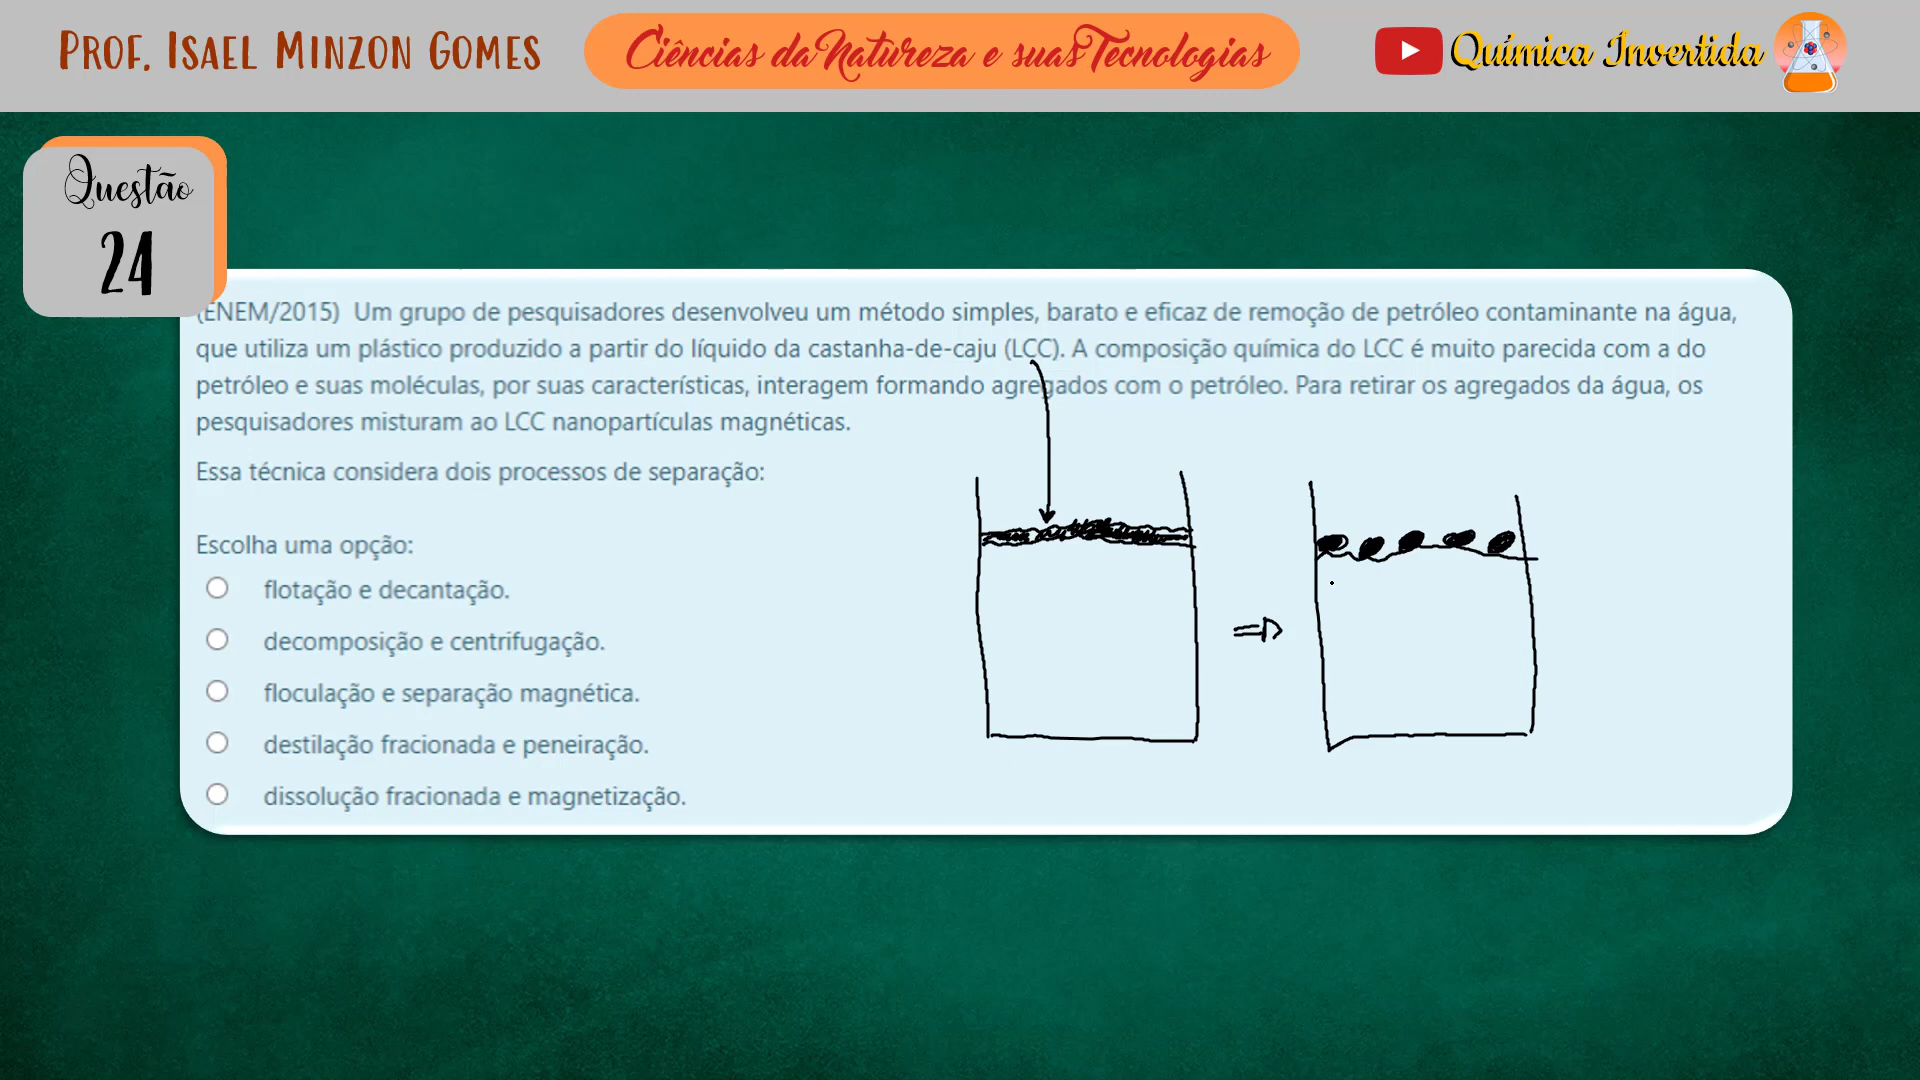 PROF. ISAEL MINZON GOMES
Ciências da Natureza e suas Tecnologias
Química Invertida
Questão
24
(ENEM/2015) Um grupo de pesquisadores desenvolveu um método simples, barato e eficaz de remoção de petróleo contaminante na água,
que utiliza um plástico produzido a partir do líquido da castanha-de-caju (LCC). A composição química do LCC é muito parecida com a do
petróleo e suas moléculas, por suas características, interagem formando agregados com o petróleo. Para retirar os agregados da água, os
pesquisadores misturam ao LCC nanopartículas magnéticas.
Essa técnica considera dois processos de separação:
Escolha uma opção:
flotação e decantação.
decomposição e centrifugação.
floculação e separação magnética.
destilação fracionada e peneiração.
dissolução fracionada e magnetização.